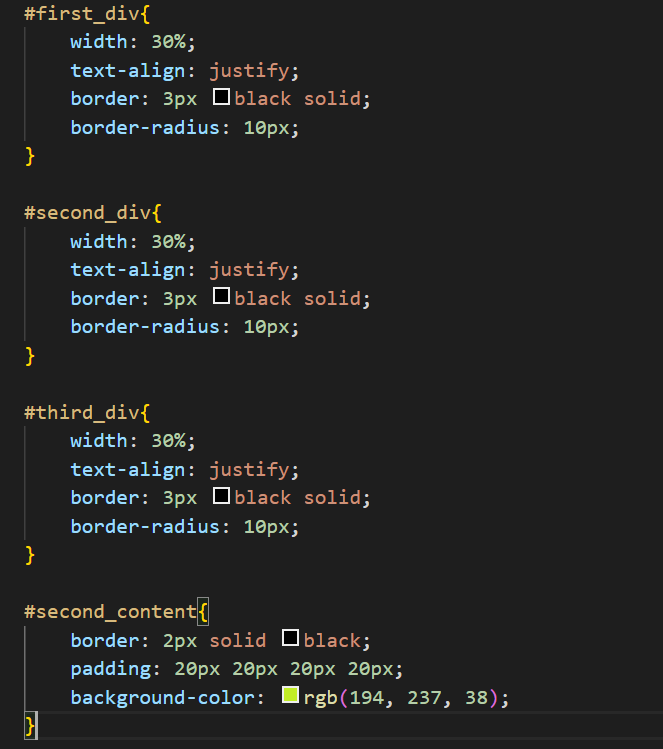 #first_div{
    width: 30%;
    text-align: justify;
    border: 3px black solid;
    border-radius: 10px;
}

#second_div{
    width: 30%;
    text-align: justify;
    border: 3px black solid;
    border-radius: 10px;
}

#third_div{
    width: 30%;
    text-align: justify;
    border: 3px black solid;
    border-radius: 10px;
}

#second_content{
    border: 2px solid black;
    padding: 20px 20px 20px 20px;
    background-color: rgb(194, 237, 38);
}